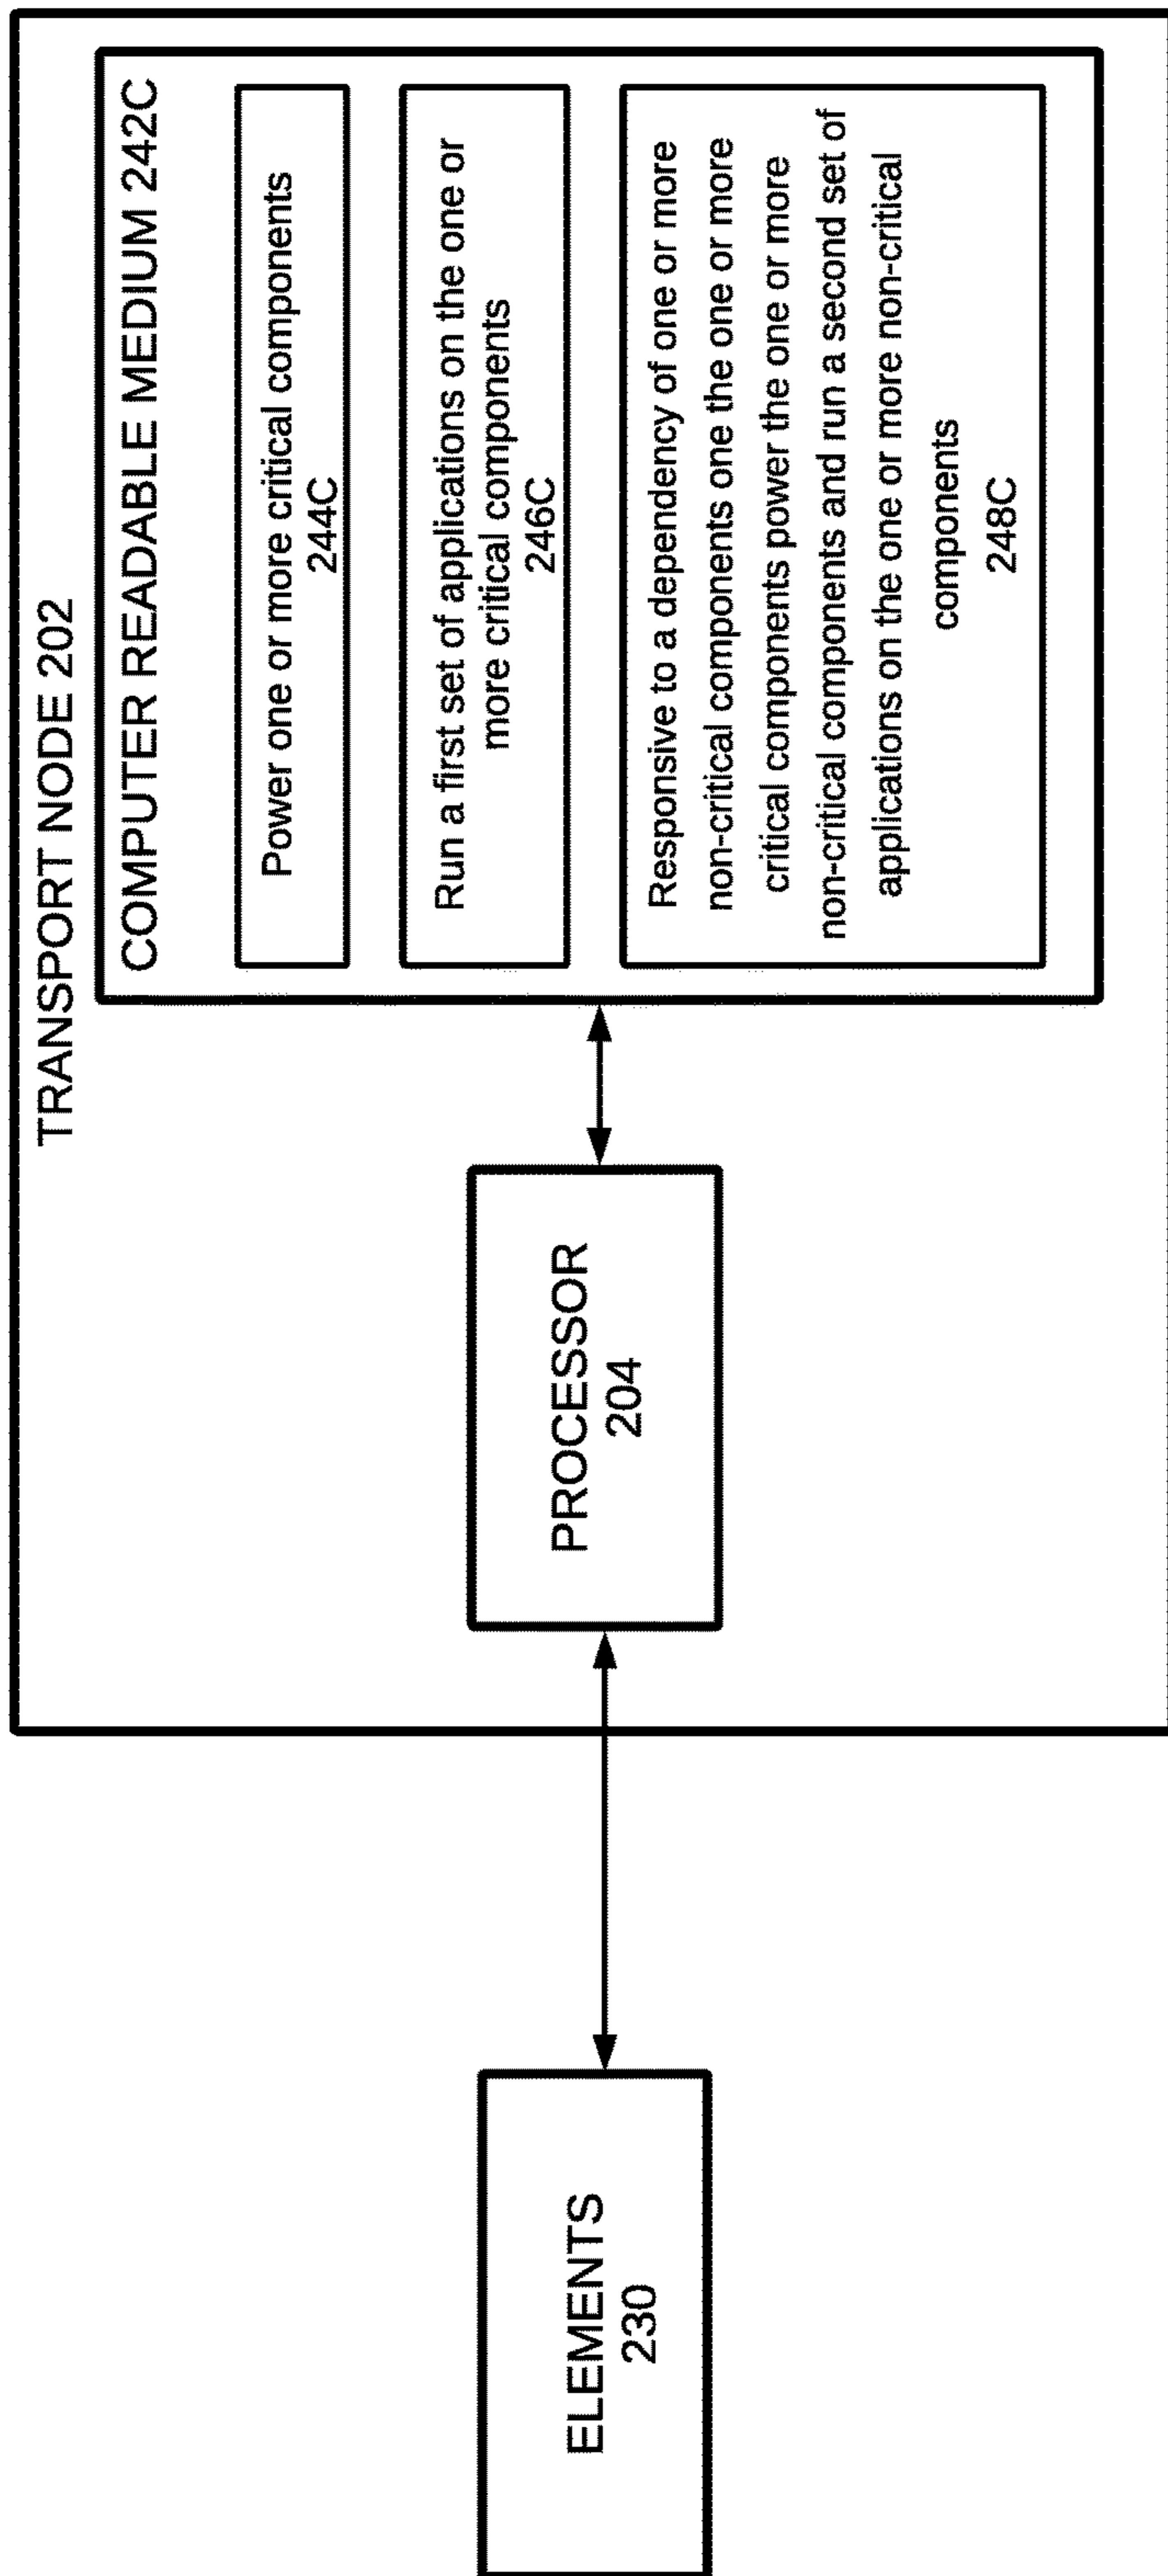 TRANSPORT NODE 202
COMPUTER READABLE MEDIUM 242C
Power one or more critical components
244C
Run a first set of applications on the one or
more critical components
246C
Responsive to a dependency of one or more
non-critical components one the one or more
critical components power the one or more
non-critical components and run a second set of
applications on the one or more non-critical
components
248C
PROCESSOR
204
ELEMENTS
230